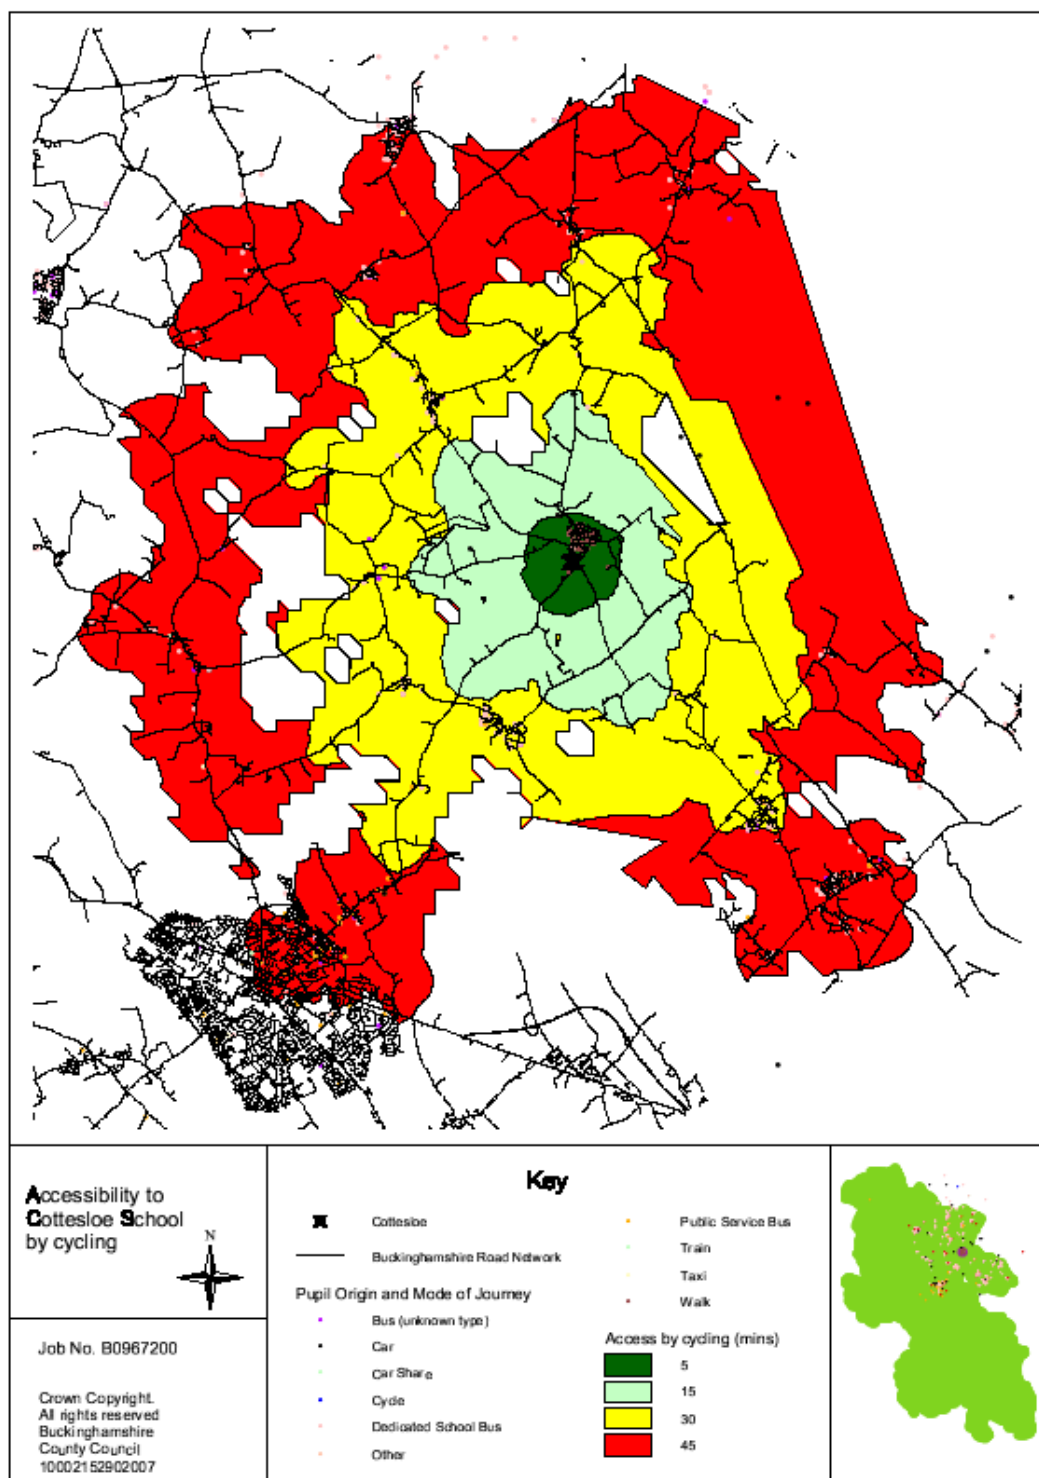 Accessibility to
Cottesloe School
by cycling
N
Job No. B0967200
Crown Copyright.
All rights reserved
Buckinghamshire
County Council
10002152902007
Key
Cottesloe
Buckinghamshire Road Network
Pupil Origin and Mode of Journey
Bus (unknown type)
Car
Car Share
Cycle
Dedicated School Bus
Other
Public Service Bus
Train
Taxi
Walk
Access by cycling (mins)
5
15
30
45